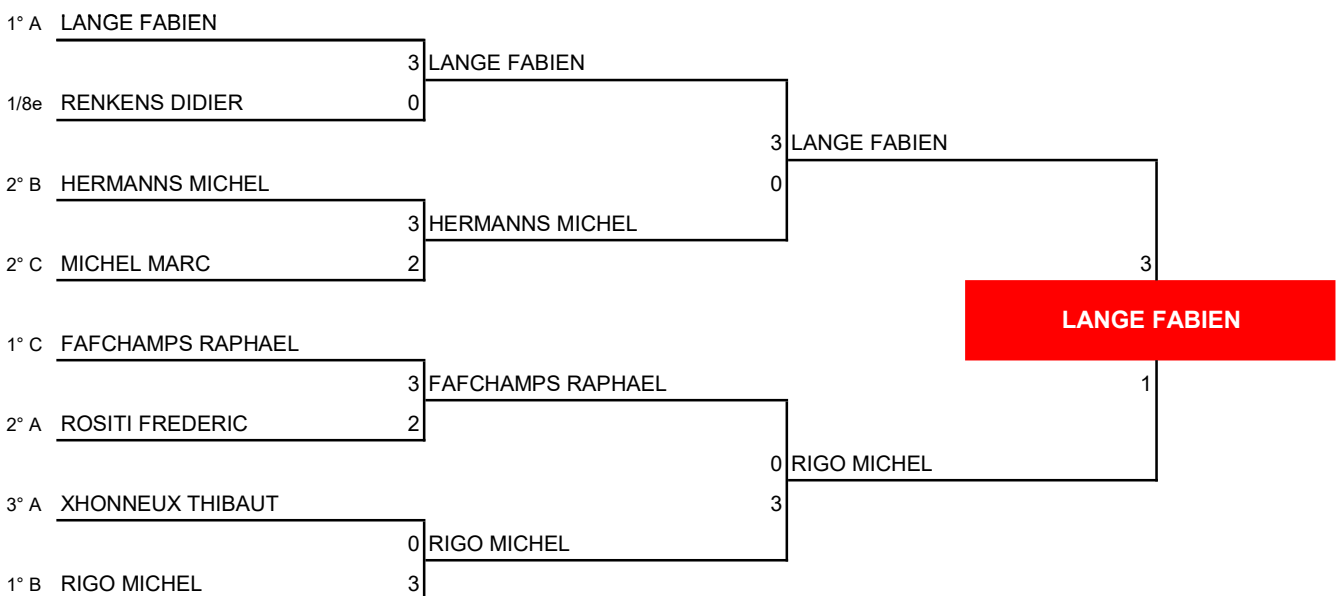 1° A LANGE FABIEN
3 LANGE FABIEN
1/8e RENKENS DIDIER 0
3 LANGE FABIEN
2° B HERMANNS MICHEL 0
3 HERMANNS MICHEL
2° C MICHEL MARC 2 3
LANGE FABIEN
1° C FAFCHAMPS RAPHAEL
3 FAFCHAMPS RAPHAEL 1
2° A ROSITI FREDERIC 2
0 RIGO MICHEL
3° A XHONNEUX THIBAUT 3
0 RIGO MICHEL
1° B RIGO MICHEL 3